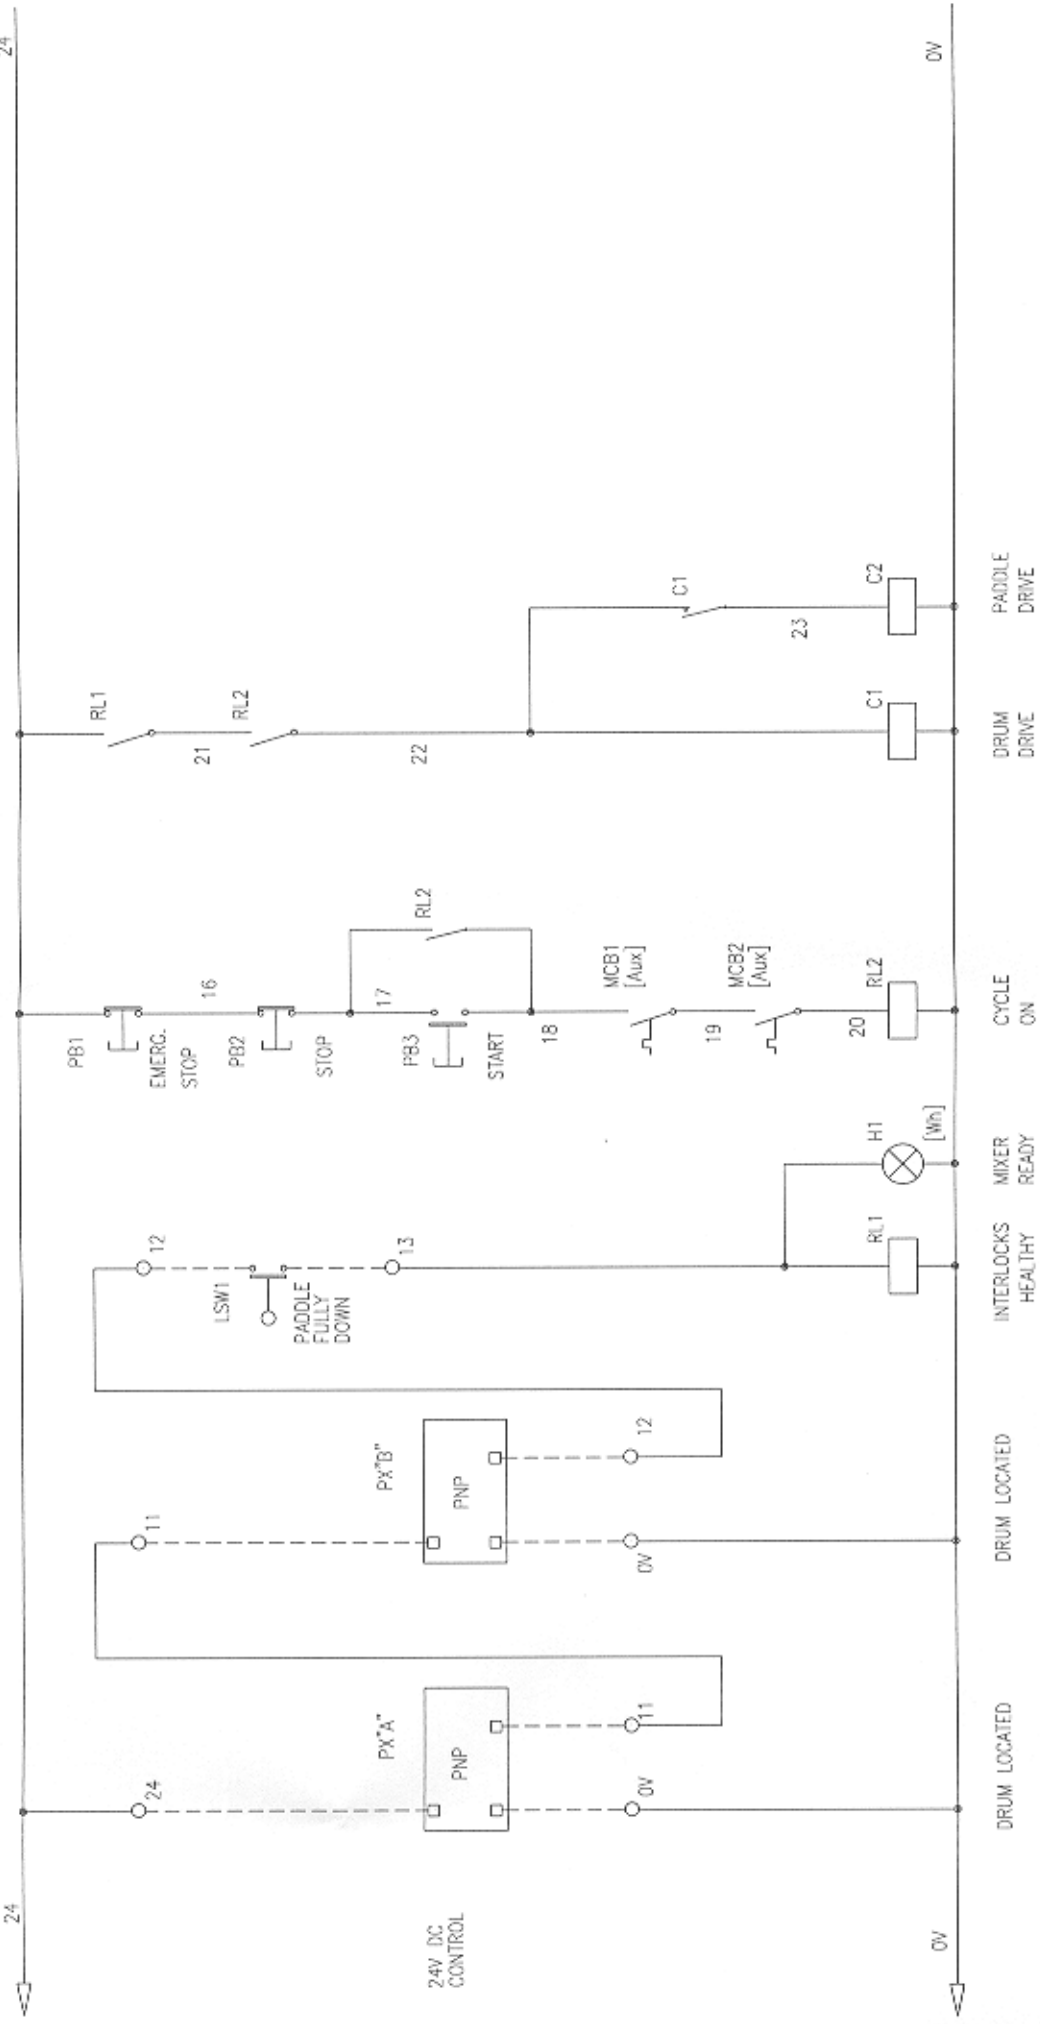 24
24V DC
CONTROL
0V
24
PX"A"
PNP
0V
11
DRUM LOCATED
11
PX"B"
PNP
0V
12
DRUM LOCATED
12
LSW1
PADDLE
FULLY
DOWN
13
RL1
INTERLOCKS
HEALTHY
H1
[Wh]
MIXER
READY
PB1
EMERG.
STOP
16
PB2
STOP
17
PB3
START
RL2
18
MCB1
[Aux]
19
MCB2
[Aux]
20
RL2
CYCLE
ON
RL1
21
RL2
22
C1
DRUM
DRIVE
C1
23
C2
PADDLE
DRIVE
24
0V